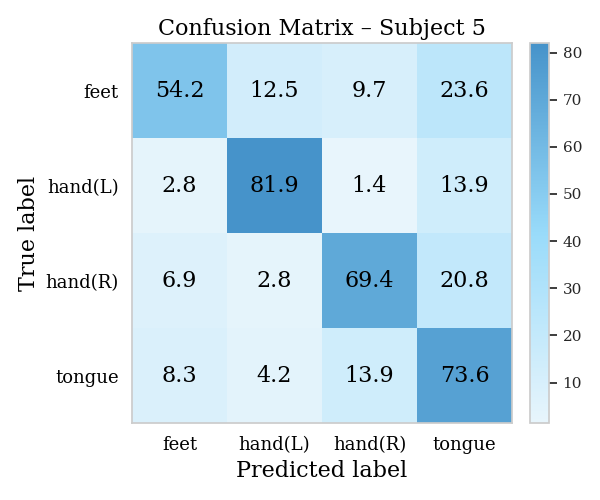 Confusion Matrix – Subject 5
feet 54.2 12.5 9.7 23.6
hand(L) 2.8 81.9 1.4 13.9
hand(R) 6.9 2.8 69.4 20.8
tongue 8.3 4.2 13.9 73.6
feet hand(L) hand(R) tongue
Predicted label
True label
80
70
60
50
40
30
20
10